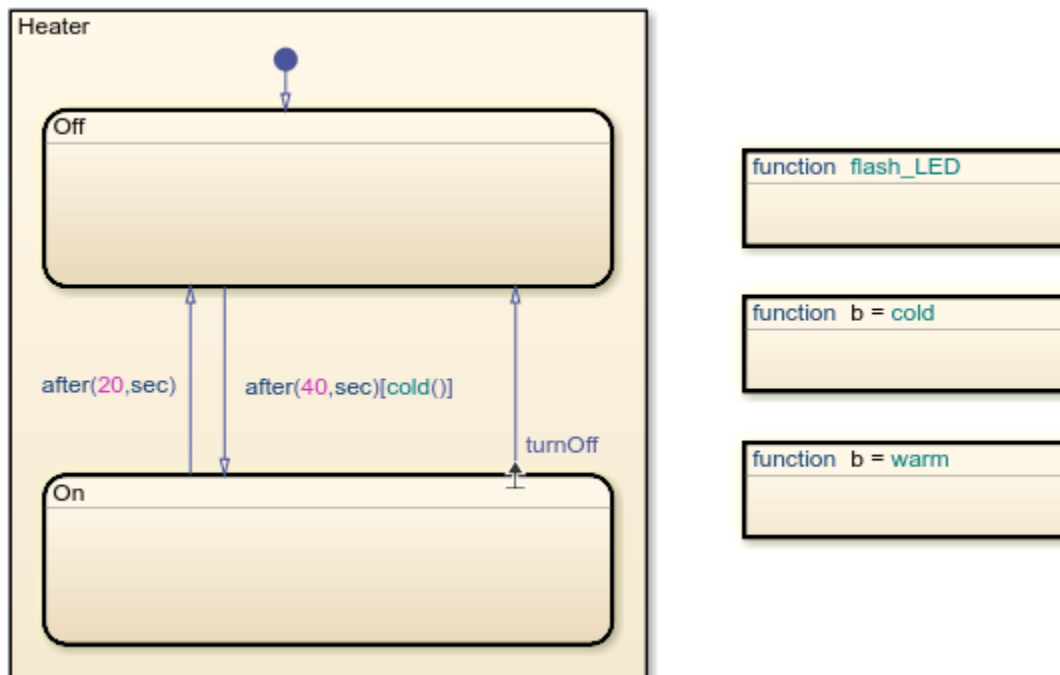 Heater
Off
after(20,sec)
after(40,sec)[cold()]
turnOff
On
function flash_LED
function b = cold
function b = warm